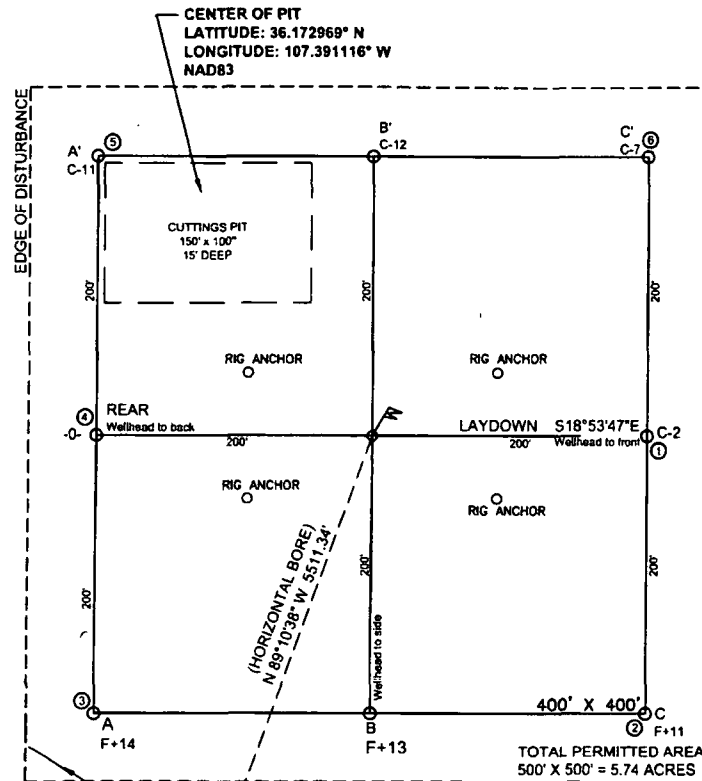 CENTER OF PIT
LATITUDE: 36.172969° N
LONGITUDE: 107.391116° W
NAD83
EDGE OF DISTURBANCE
A' ⑤
C-11
B'
C-12
C' ⑥
C-7
CUTTINGS PIT
150' x 100'
15' DEEP
200'
200'
200'
RIG ANCHOR
RIG ANCHOR
④ REAR
-0- Wellhead to back
200'
LAYDOWN S18°53'47"E
200' Wellhead to front
C-2
①
RIG ANCHOR
RIG ANCHOR
(HORIZONTAL BORE)
N 89°10'38" W 5511.34'
200'
200'
200'
Wellhead to side
400' X 400'
③ A
F+14
B
F+13
② C
F+11
TOTAL PERMITTED AREA
500' X 500' = 5.74 ACRES